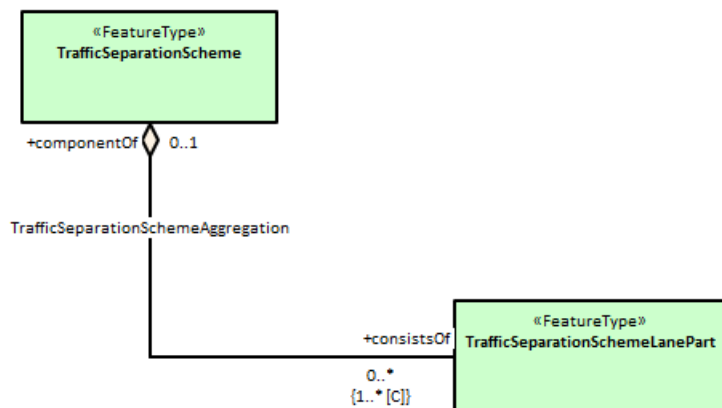 «FeatureType»
TrafficSeparationScheme
+componentOf 0..1
TrafficSeparationSchemeAggregation
«FeatureType»
+consistsOf TrafficSeparationSchemeLanePart
0..*
{1..* [C]}